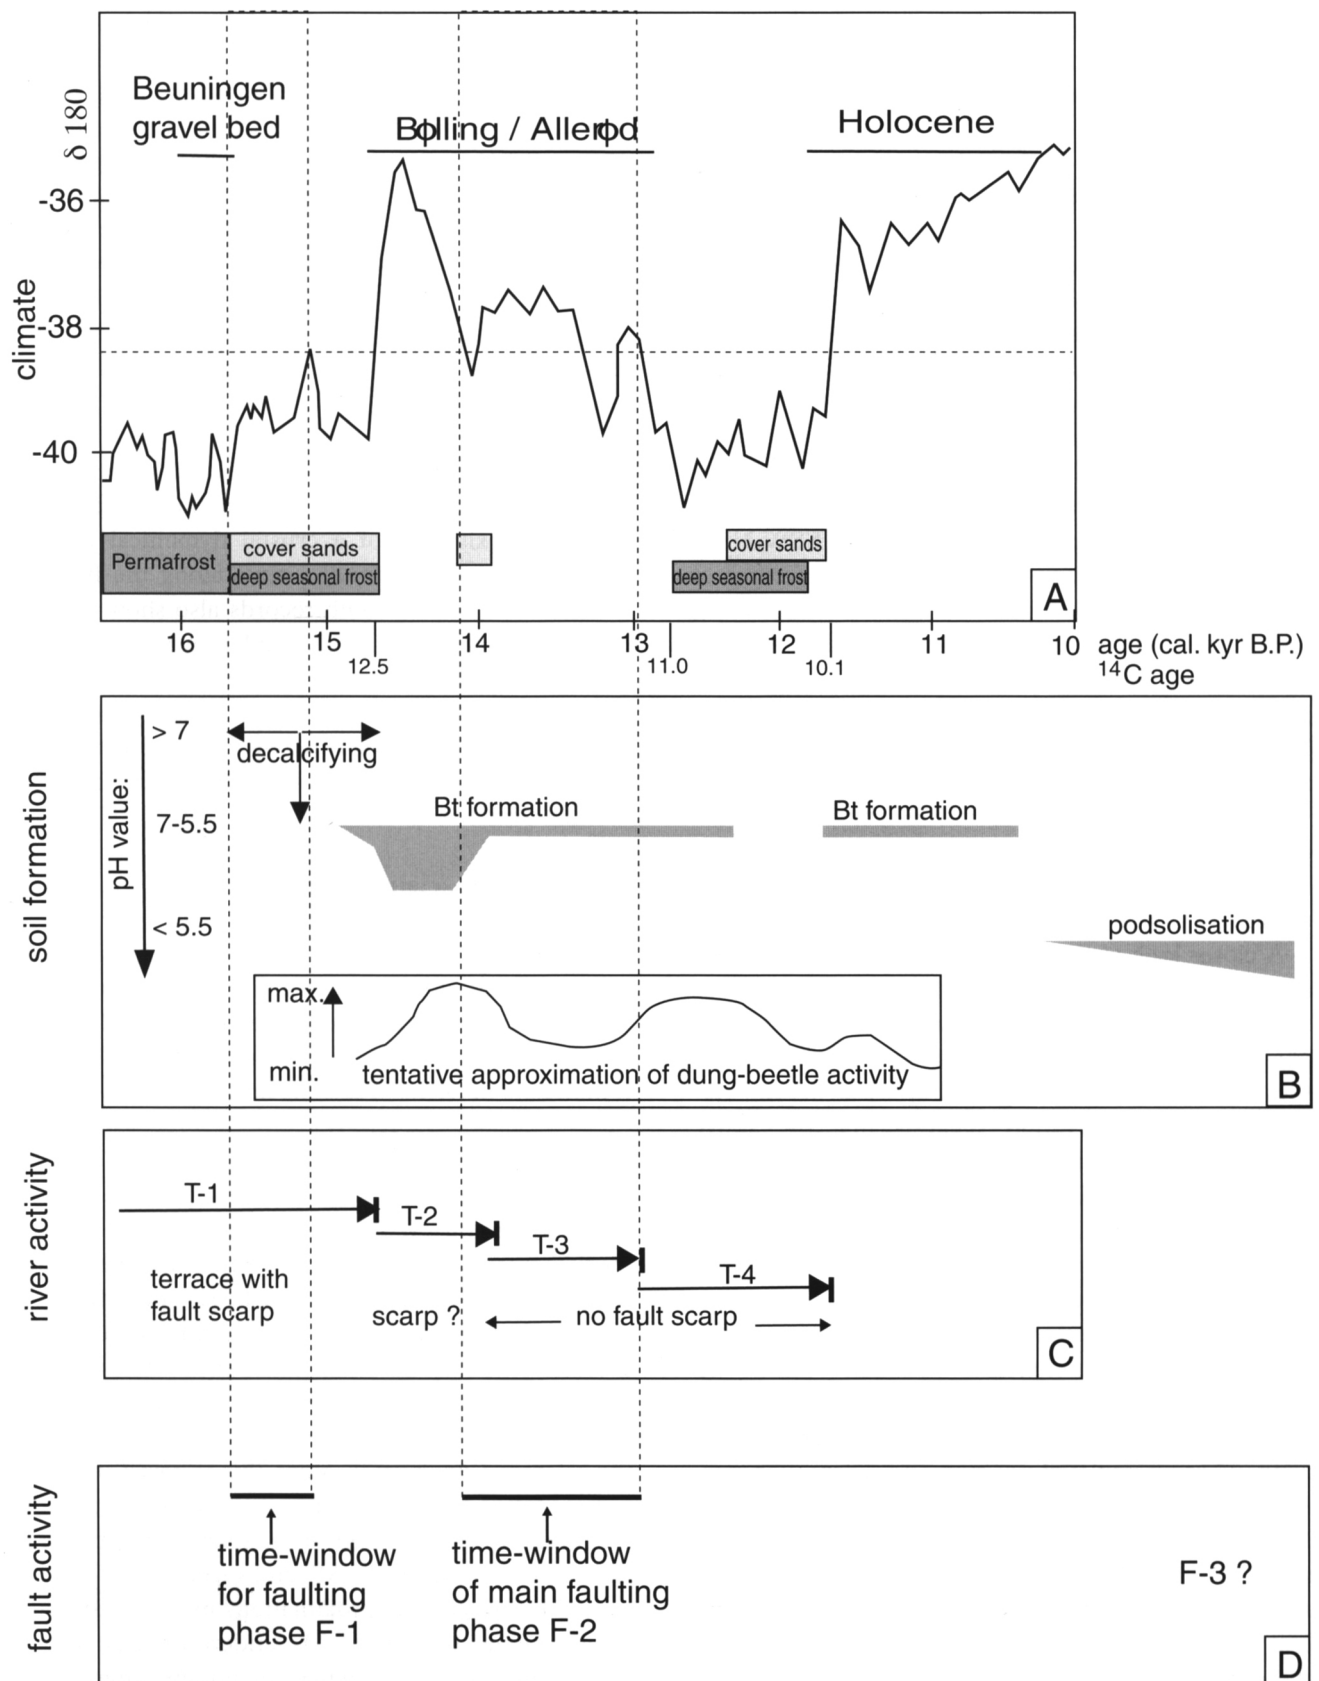 Beuningen
gravel bed
Bølling / Allerød
Holocene
δ 180
climate
-36
-38
-40
Permafrost
cover sands
deep seasonal frost
cover sands
deep seasonal frost
A
16
15
14
13
12
11
10
age (cal. kyr B.P.)
12.5
11.0
10.1
14C age
soil formation
pH value:
> 7
7-5.5
< 5.5
decalcifying
Bt formation
Bt formation
podsolisation
max.
min.
tentative approximation of dung-beetle activity
B
river activity
T-1
T-2
T-3
T-4
terrace with
fault scarp
scarp ?
no fault scarp
C
fault activity
time-window
for faulting
phase F-1
time-window
of main faulting
phase F-2
F-3 ?
D